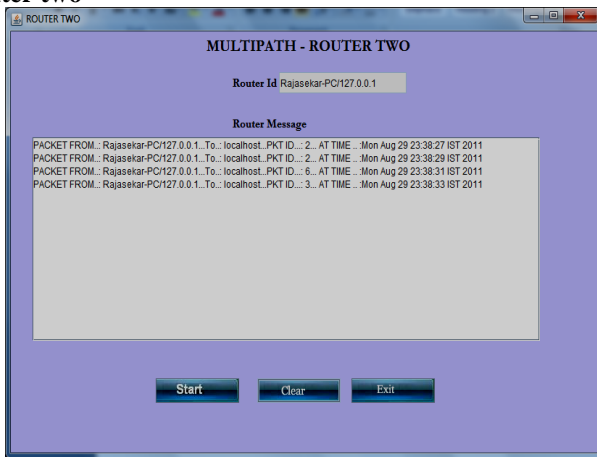 ter two
ROUTER TWO
MULTIPATH - ROUTER TWO
Router Id Rajasekar-PC/127.0.0.1
Router Message
PACKET FROM..: Rajasekar-PC/127.0.0.1...To..: localhost..PKT ID...: 2... AT TIME .. :Mon Aug 29 23:38:27 IST 2011
PACKET FROM..: Rajasekar-PC/127.0.0.1...To..: localhost..PKT ID...: 2... AT TIME .. :Mon Aug 29 23:38:29 IST 2011
PACKET FROM..: Rajasekar-PC/127.0.0.1...To..: localhost..PKT ID...: 6... AT TIME .. :Mon Aug 29 23:38:31 IST 2011
PACKET FROM..: Rajasekar-PC/127.0.0.1...To..: localhost..PKT ID...: 3... AT TIME .. :Mon Aug 29 23:38:33 IST 2011
Start Clear Exit